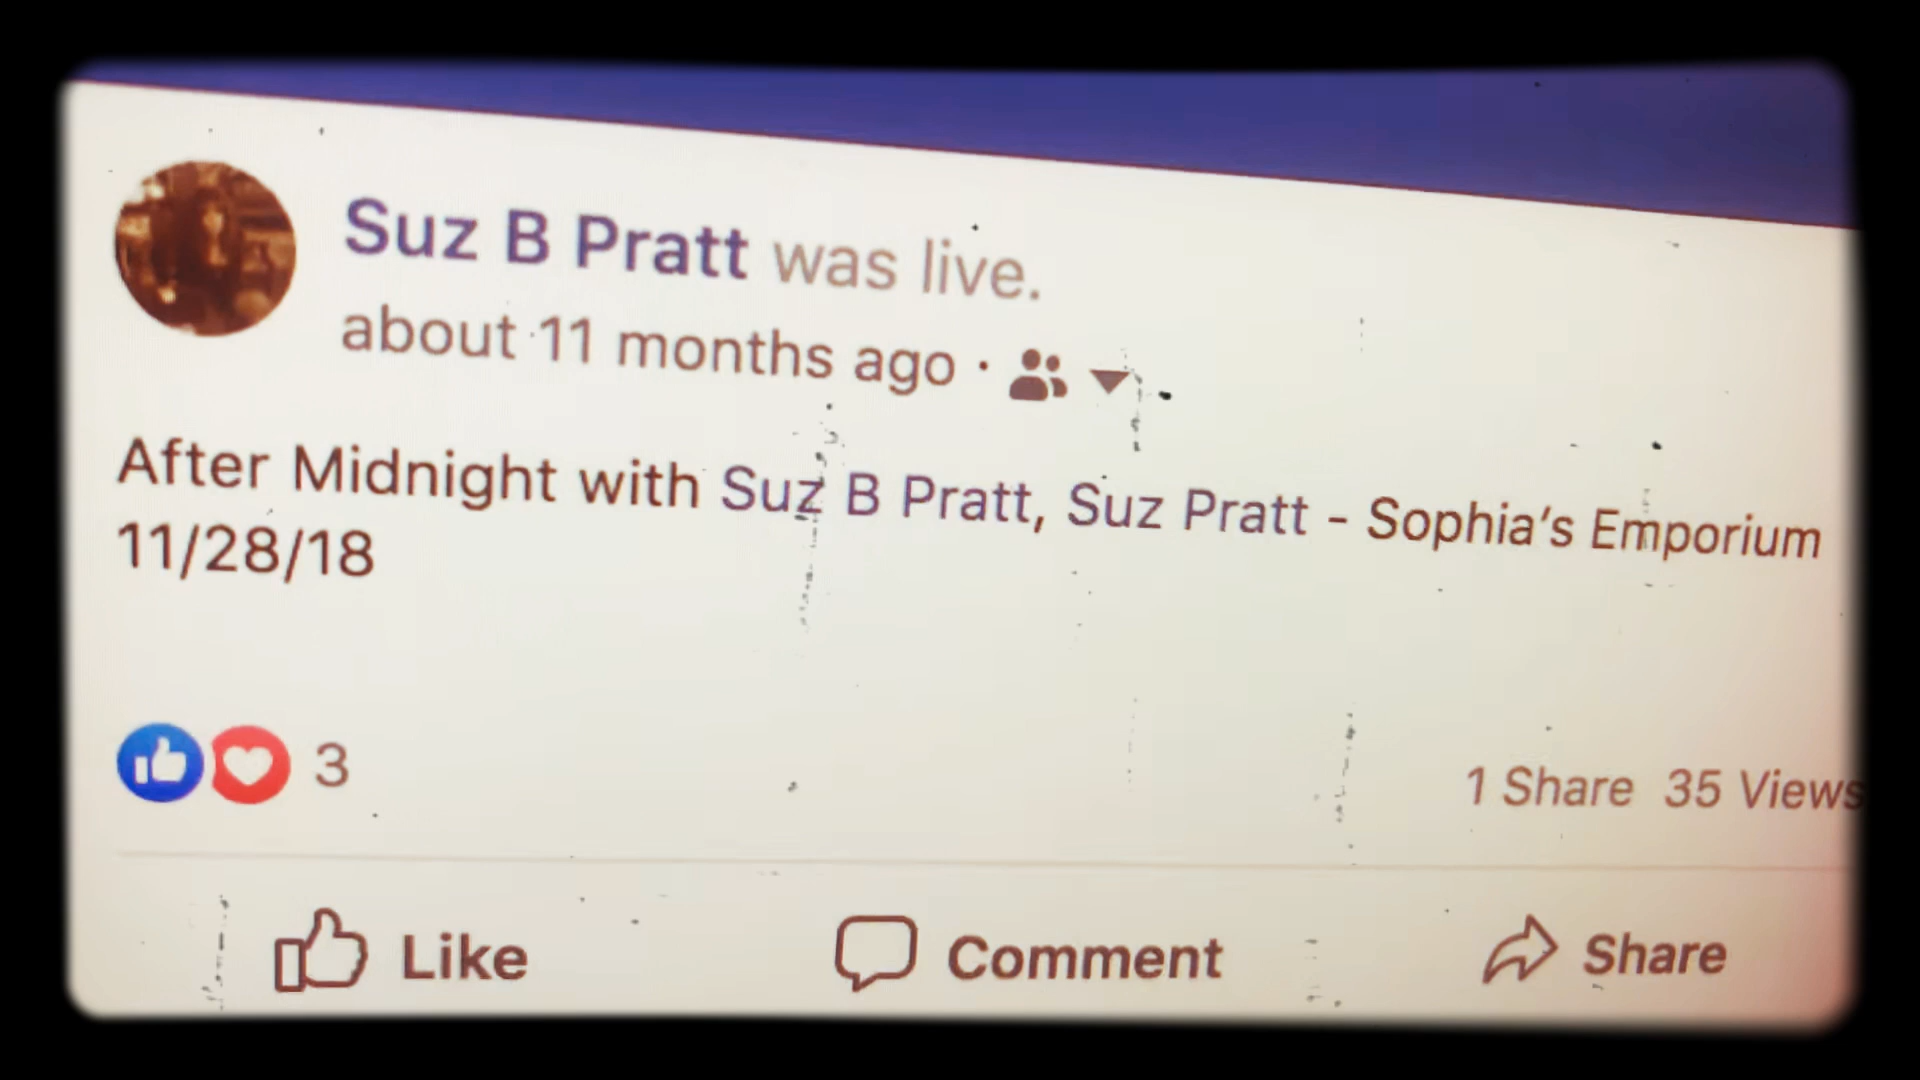 Suz B Pratt was live.
about 11 months ago ·
After Midnight with Suz B Pratt, Suz Pratt - Sophia's Emporium
11/28/18
3
1 Share 35 Views
Like
Comment
Share